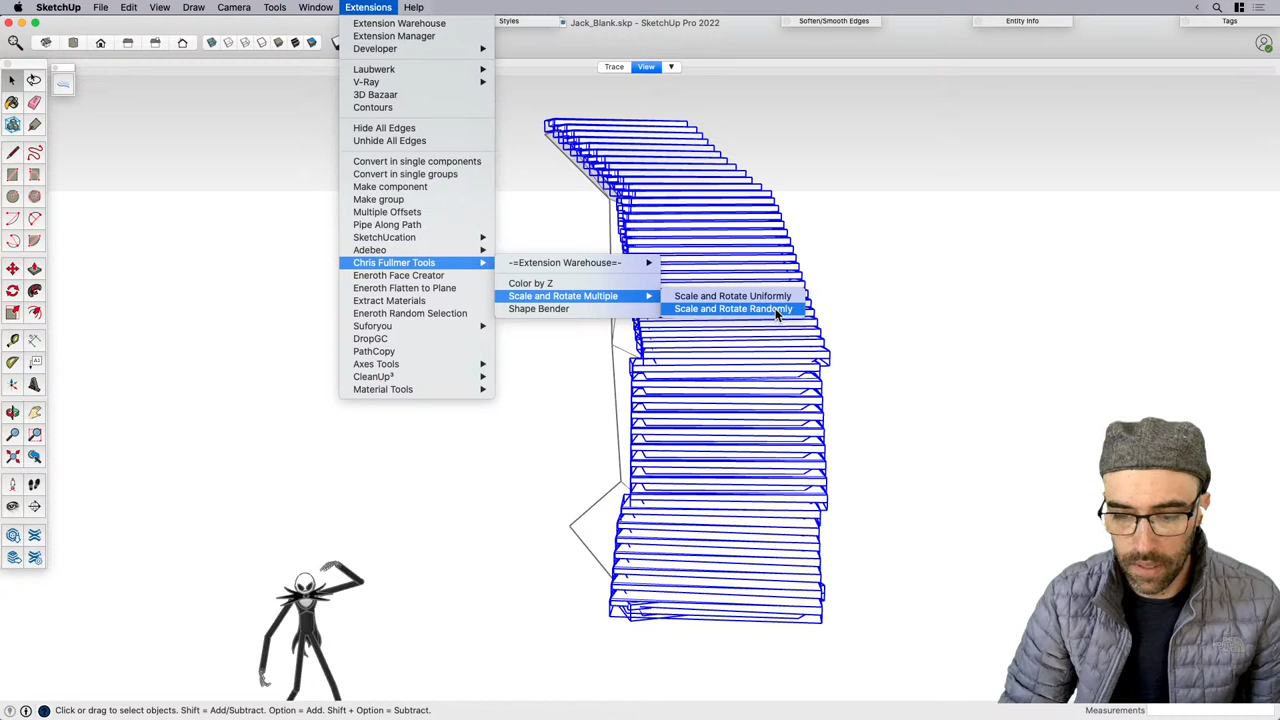 SketchUp File Edit View Draw Camera Tools Window Extensions Help
Styles
Jack_Blank.skp - SketchUp Pro 2022
Soften/Smooth Edges
Entity Info
Tags
Trace View
Extension Warehouse
Extension Manager
Developer
Laubwerk
V-Ray
3D Bazaar
Contours
Hide All Edges
Unhide All Edges
Convert in single components
Convert in single groups
Make component
Make group
Multiple Offsets
Pipe Along Path
SketchUcation
Adebeo
Chris Fullmer Tools
Eneroth Face Creator
Eneroth Flatten to Plane
Extract Materials
Eneroth Random Selection
Suforyou
DropGC
PathCopy
Axes Tools
CleanUp³
Material Tools
-=Extension Warehouse=-
Color by Z
Scale and Rotate Multiple
Shape Bender
Scale and Rotate Uniformly
Scale and Rotate Randomly
Click or drag to select objects. Shift = Add/Subtract. Option = Add. Shift + Option = Subtract.
Measurements